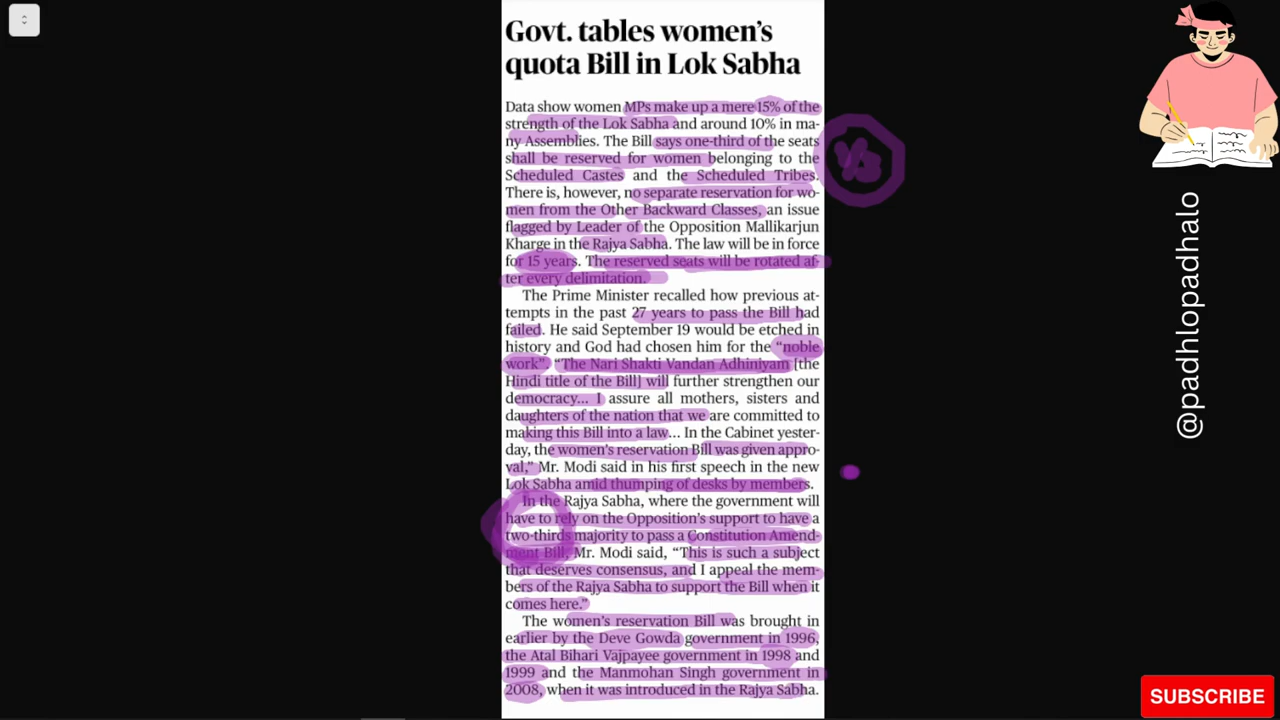 Govt. tables women's
quota Bill in Lok Sabha
Data show women MPs make up a mere 15% of the
strength of the Lok Sabha and around 10% in ma-
ny Assemblies. The Bill says one-third of the seats
shall be reserved for women belonging to the
Scheduled Castes and the Scheduled Tribes.
There is, however, no separate reservation for wo-
men from the Other Backward Classes, an issue
flagged by Leader of the Opposition Mallikarjun
Kharge in the Rajya Sabha. The law will be in force
for 15 years. The reserved seats will be rotated af-
ter every delimitation.
The Prime Minister recalled how previous at-
tempts in the past 27 years to pass the Bill had
failed. He said September 19 would be etched in
history and God had chosen him for the “noble
work”. “The Nari Shakti Vandan Adhiniyam [the
Hindi title of the Bill] will further strengthen our
democracy... I assure all mothers, sisters and
daughters of the nation that we are committed to
making this Bill into a law... In the Cabinet yester-
day, the women's reservation Bill was given appro-
val,” Mr. Modi said in his first speech in the new
Lok Sabha amid thumping of desks by members.
In the Rajya Sabha, where the government will
have to rely on the Opposition's support to have a
two-thirds majority to pass a Constitution Amend-
ment Bill, Mr. Modi said, “This is such a subject
that deserves consensus, and I appeal the mem-
bers of the Rajya Sabha to support the Bill when it
comes here.”
The women's reservation Bill was brought in
earlier by the Deve Gowda government in 1996,
the Atal Bihari Vajpayee government in 1998 and
1999 and the Manmohan Singh government in
2008, when it was introduced in the Rajya Sabha.
@padhlopadhalo
SUBSCRIBE